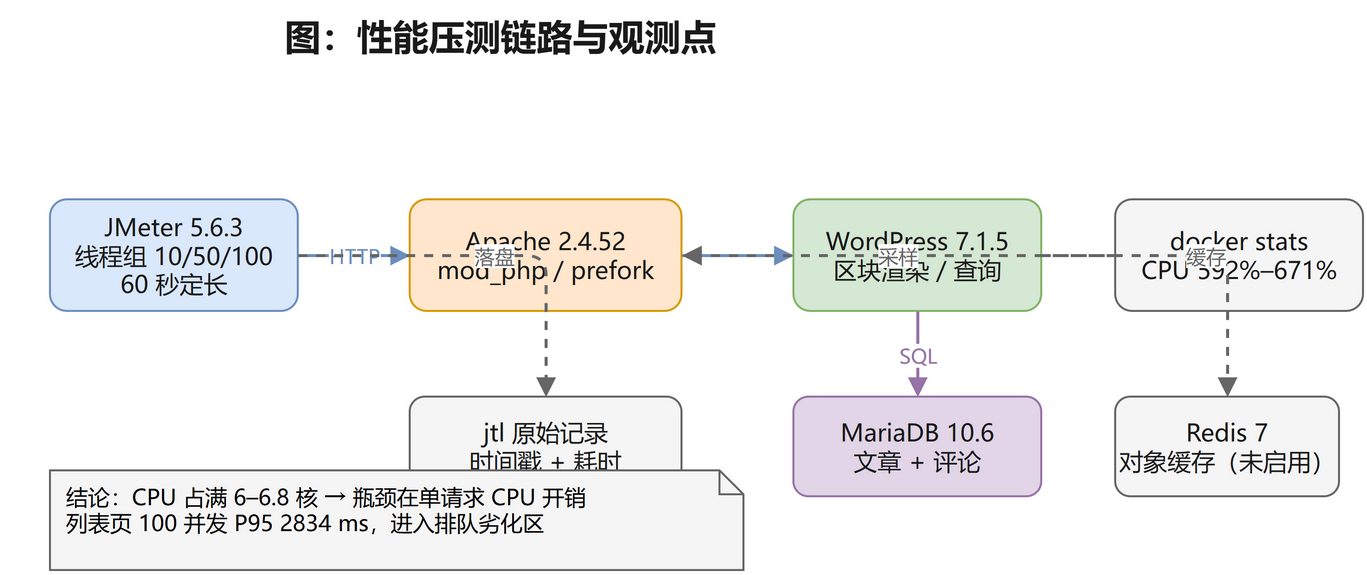 图：性能压测链路与观测点
JMeter 5.6.3
线程组 10/50/100
60 秒定长
HTTP
Apache 2.4.52
mod_php / prefork
落盘
WordPress 7.1.5
区块渲染 / 查询
采样
docker stats
CPU 592%–671%
缓存
SQL
jtl 原始记录
时间戳 + 耗时
MariaDB 10.6
文章 + 评论
Redis 7
对象缓存（未启用）
结论：CPU 占满 6–6.8 核 → 瓶颈在单请求 CPU 开销
列表页 100 并发 P95 2834 ms，进入排队劣化区